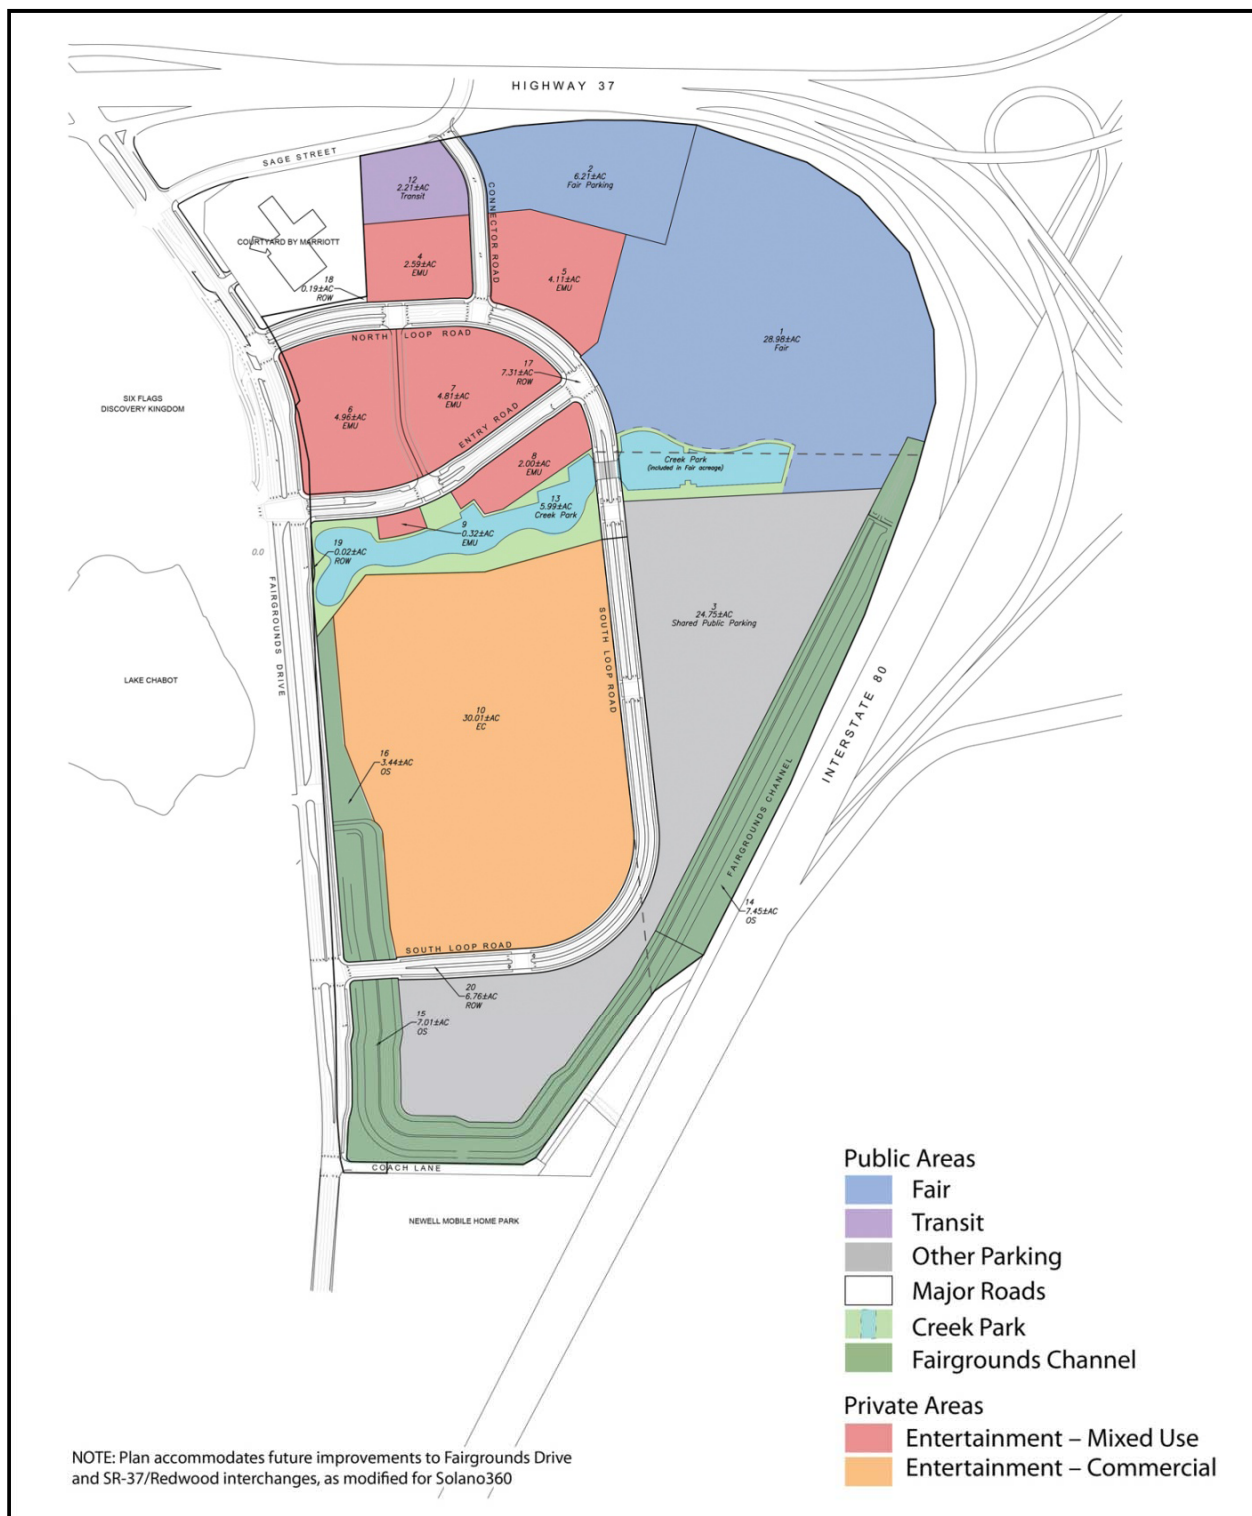 HIGHWAY 37
SAGE STREET
12
2.21±AC
Transit
2
6.21±AC
Fair Parking
CONNECTOR ROAD
COURTYARD BY MARRIOTT
4
2.59±AC
EMU
5
4.11±AC
EMU
18
0.19±AC
ROW
1
28.98±AC
Fair
NORTH LOOP ROAD
17
7.31±AC
ROW
SIX FLAGS
DISCOVERY KINGDOM
6
4.96±AC
EMU
7
4.81±AC
EMU
ENTRY ROAD
8
2.00±AC
EMU
Creek Park
(included in Fair acreage)
13
5.99±AC
Creek Park
9
0.32±AC
EMU
19
0.02±AC
ROW
0.0
FAIRGROUNDS DRIVE
SOUTH LOOP ROAD
3
24.75±AC
Shared Public Parking
LAKE CHABOT
INTERSTATE 80
10
30.01±AC
EC
16
3.44±AC
OS
FAIRGROUNDS CHANNEL
14
7.45±AC
OS
SOUTH LOOP ROAD
20
6.76±AC
ROW
15
7.01±AC
OS
COACH LANE
NEWELL MOBILE HOME PARK
Public Areas
Fair
Transit
Other Parking
Major Roads
Creek Park
Fairgrounds Channel
Private Areas
Entertainment – Mixed Use
Entertainment – Commercial
NOTE: Plan accommodates future improvements to Fairgrounds Drive
and SR-37/Redwood interchanges, as modified for Solano360